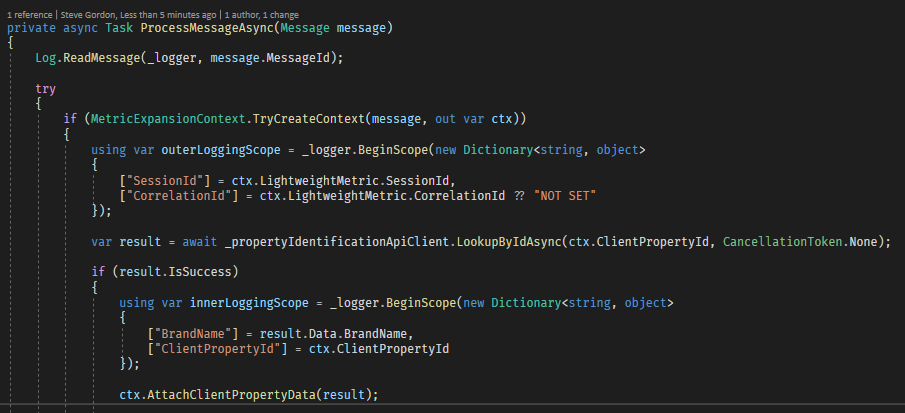 1 reference | Steve Gordon, Less than 5 minutes ago | 1 author, 1 change
private async Task ProcessMessageAsync(Message message)
{
    Log.ReadMessage(_logger, message.MessageId);

    try
    {
        if (MetricExpansionContext.TryCreateContext(message, out var ctx))
        {
            using var outerLoggingScope = _logger.BeginScope(new Dictionary<string, object>
            {
                ["SessionId"] = ctx.LightweightMetric.SessionId,
                ["CorrelationId"] = ctx.LightweightMetric.CorrelationId ?? "NOT SET"
            });

            var result = await _propertyIdentificationApiClient.LookupByIdAsync(ctx.ClientPropertyId, CancellationToken.None);

            if (result.IsSuccess)
            {
                using var innerLoggingScope = _logger.BeginScope(new Dictionary<string, object>
                {
                    ["BrandName"] = result.Data.BrandName,
                    ["ClientPropertyId"] = ctx.ClientPropertyId
                });

                ctx.AttachClientPropertyData(result);